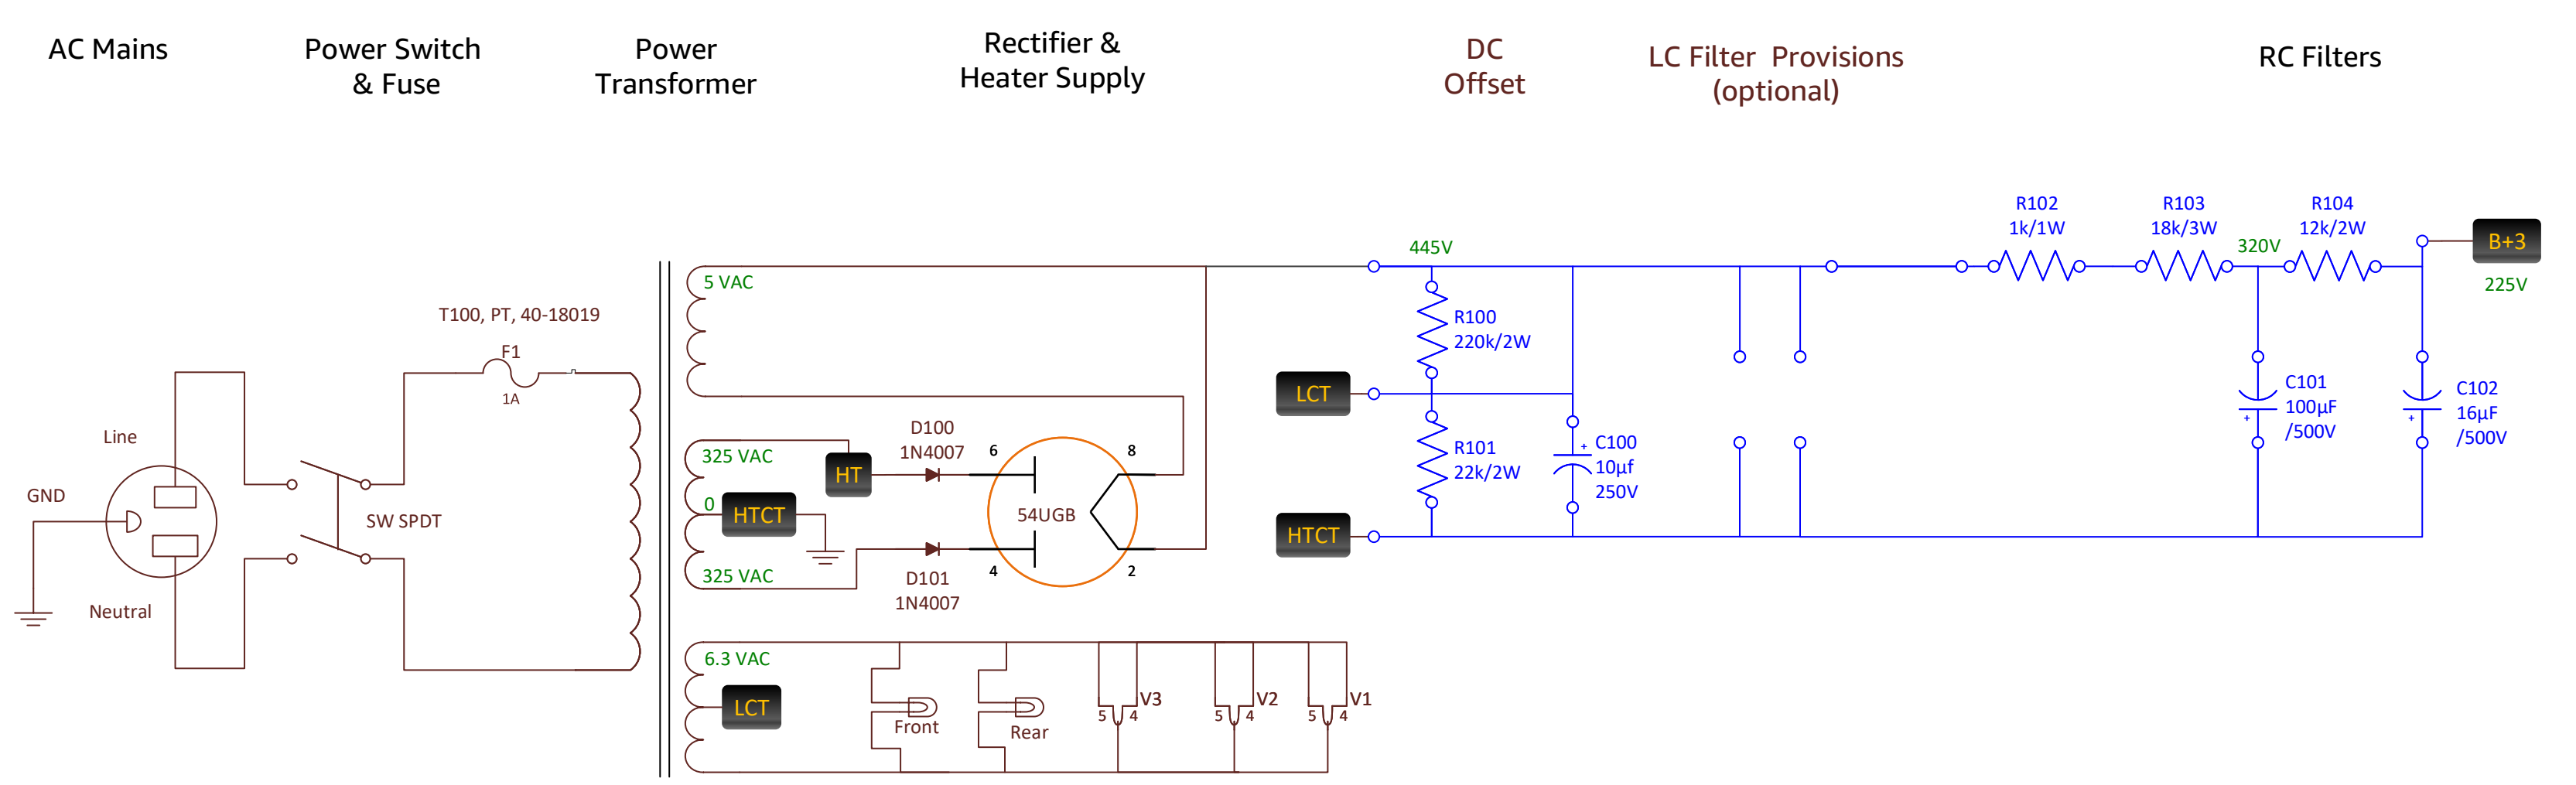 AC Mains
Power Switch
& Fuse
Power
Transformer
Rectifier &
Heater Supply
DC
Offset
LC Filter Provisions
(optional)
RC Filters
T100, PT, 40-18019
F1
1A
Line
GND
Neutral
SW SPDT
5 VAC
325 VAC
0
325 VAC
HT
HTCT
D100
1N4007
D101
1N4007
6
8
54UGB
4
2
6.3 VAC
LCT
Front
Rear
V3
5 4
V2
5 4
V1
5 4
445V
R100
220k/2W
LCT
R101
22k/2W
+
C100
10µf
250V
HTCT
R102
1k/1W
R103
18k/3W
320V
R104
12k/2W
B+3
225V
C101
100µF
/500V
+
C102
16µF
/500V
+